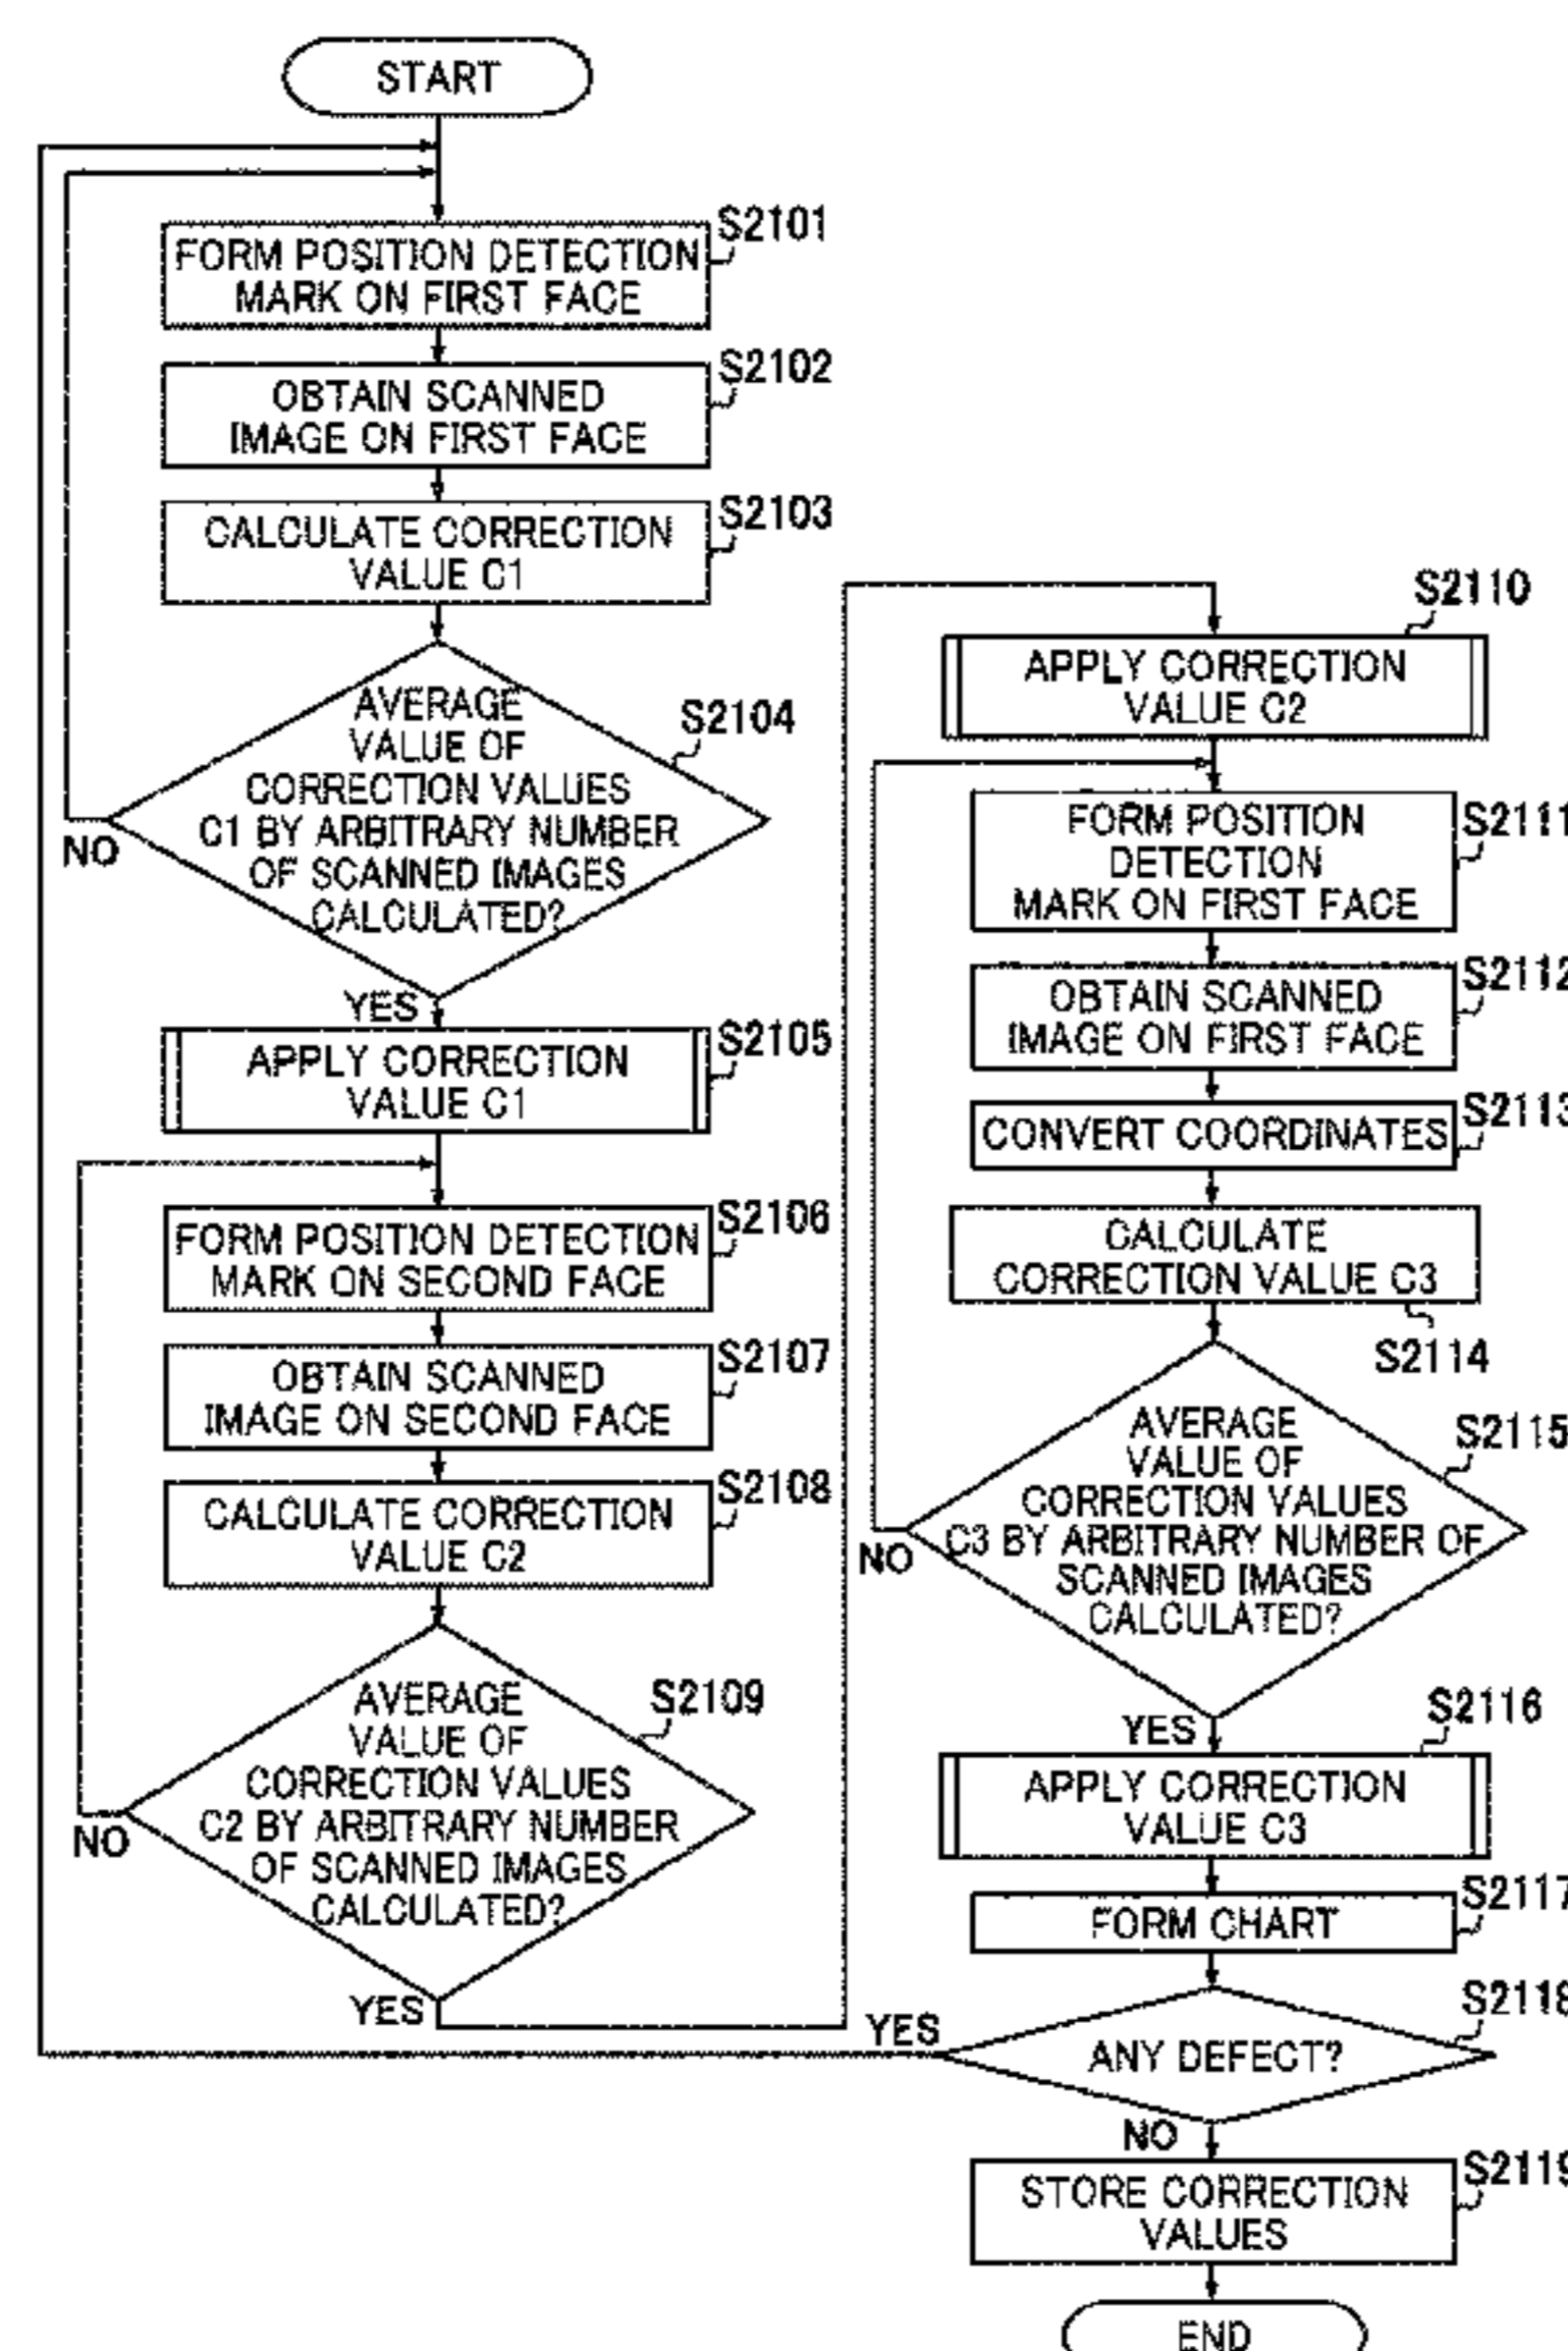 START
S2101
FORM POSITION DETECTION
MARK ON FIRST FACE
S2102
OBTAIN SCANNED
IMAGE ON FIRST FACE
S2103
CALCULATE CORRECTION
VALUE C1
S2104
AVERAGE
VALUE OF
CORRECTION VALUES
C1 BY ARBITRARY NUMBER
OF SCANNED IMAGES
CALCULATED?
NO
YES
S2105
APPLY CORRECTION
VALUE C1
S2106
FORM POSITION DETECTION
MARK ON SECOND FACE
S2107
OBTAIN SCANNED
IMAGE ON SECOND FACE
S2108
CALCULATE CORRECTION
VALUE C2
S2109
AVERAGE
VALUE OF
CORRECTION VALUES
C2 BY ARBITRARY NUMBER
OF SCANNED IMAGES
CALCULATED?
NO
YES
S2110
APPLY CORRECTION
VALUE C2
S2111
FORM POSITION
DETECTION
MARK ON FIRST FACE
S2112
OBTAIN SCANNED
IMAGE ON FIRST FACE
S2113
CONVERT COORDINATES
CALCULATE
CORRECTION VALUE C3
S2114
S2115
AVERAGE
VALUE OF
CORRECTION VALUES
C3 BY ARBITRARY NUMBER OF
SCANNED IMAGES
CALCULATED?
NO
YES
S2116
APPLY CORRECTION
VALUE C3
S2117
FORM CHART
S2118
ANY DEFECT?
YES
NO
S2119
STORE CORRECTION
VALUES
END